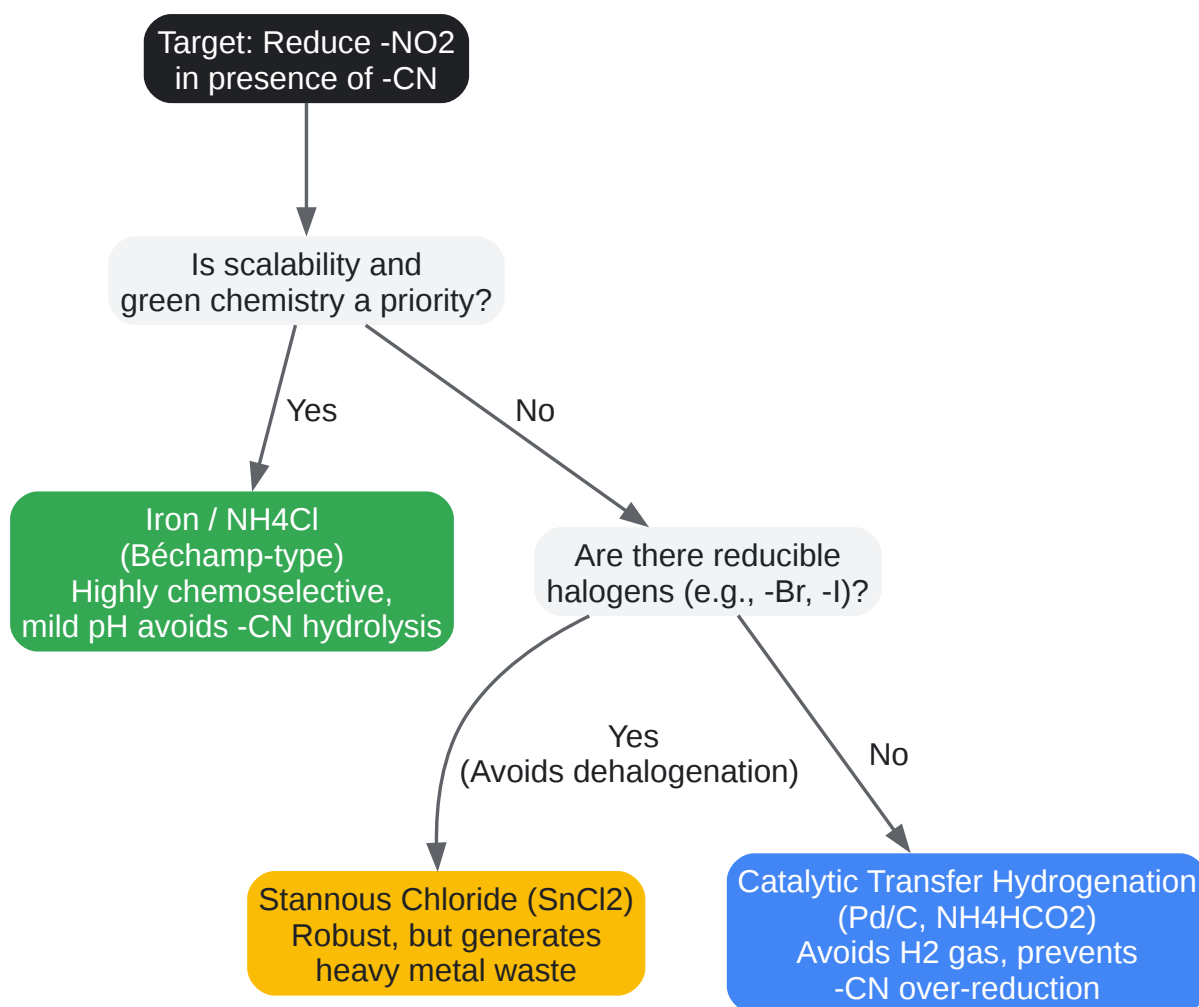 Target: Reduce -NO2
in presence of -CN
Is scalability and
green chemistry a priority?
Yes
No
Iron / NH4Cl
(Béchamp-type)
Highly chemoselective,
mild pH avoids -CN hydrolysis
Are there reducible
halogens (e.g., -Br, -I)?
Yes
(Avoids dehalogenation)
No
Stannous Chloride (SnCl2)
Robust, but generates
heavy metal waste
Catalytic Transfer Hydrogenation
(Pd/C, NH4HCO2)
Avoids H2 gas, prevents
-CN over-reduction